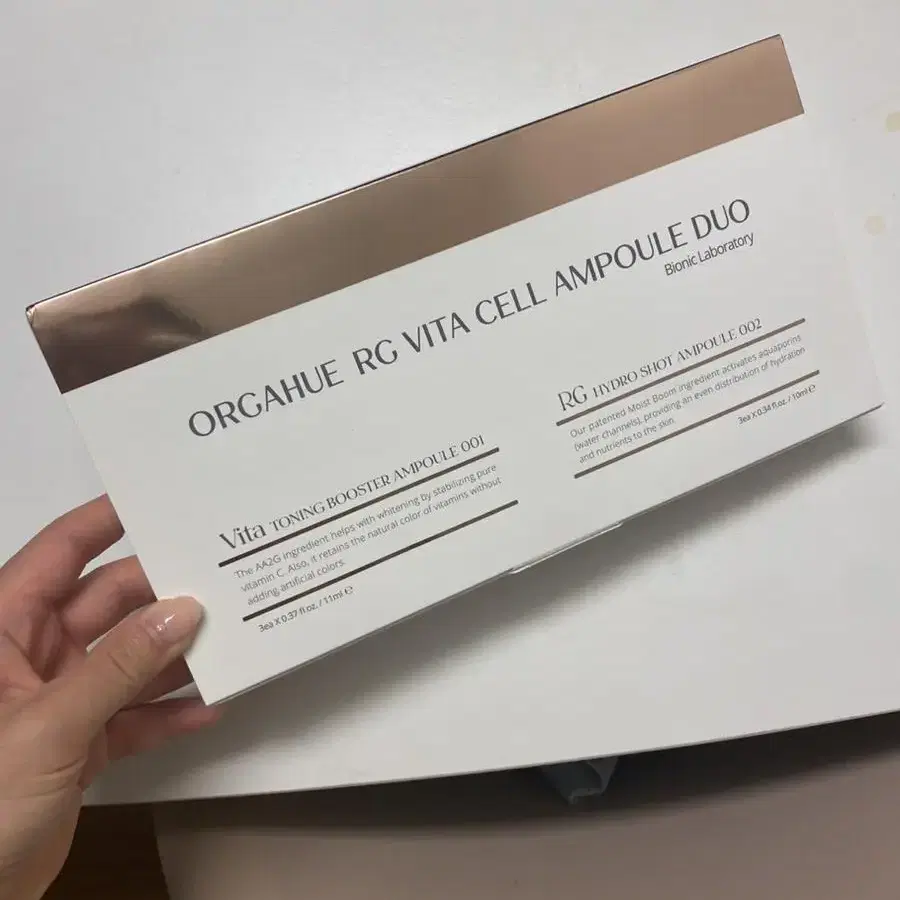 ORGAHUE RG VITA CELL AMPOULE DUO
Bionic Laboratory
Vita TONING BOOSTER AMPOULE 001
The AA2G ingredient helps with whitening by stabilizing pure
vitamin C. Also, it retains the natural color of vitamins without
adding artificial colors.
3ea X 0.37 fl.oz. / 11ml ℮
RG HYDRO SHOT AMPOULE 002
Our patented Moist Boom ingredient activates aquaporins
(water channels), providing an even distribution of hydration
and nutrients to the skin.
3ea X 0.34 fl.oz. / 10ml ℮